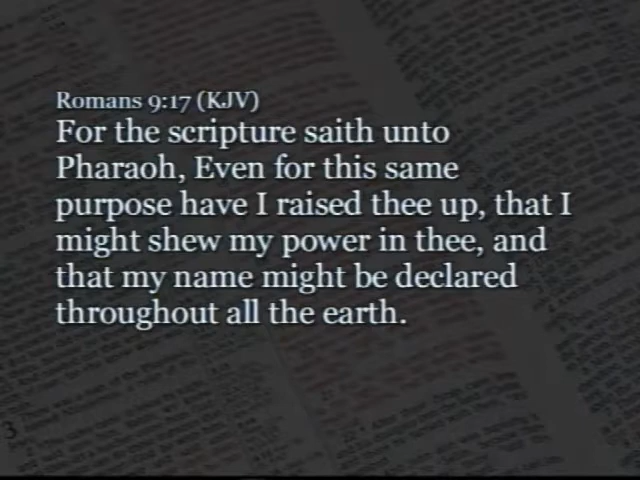 Romans 9:17 (KJV)
For the scripture saith unto
Pharaoh, Even for this same
purpose have I raised thee up, that I
might shew my power in thee, and
that my name might be declared
throughout all the earth.
3